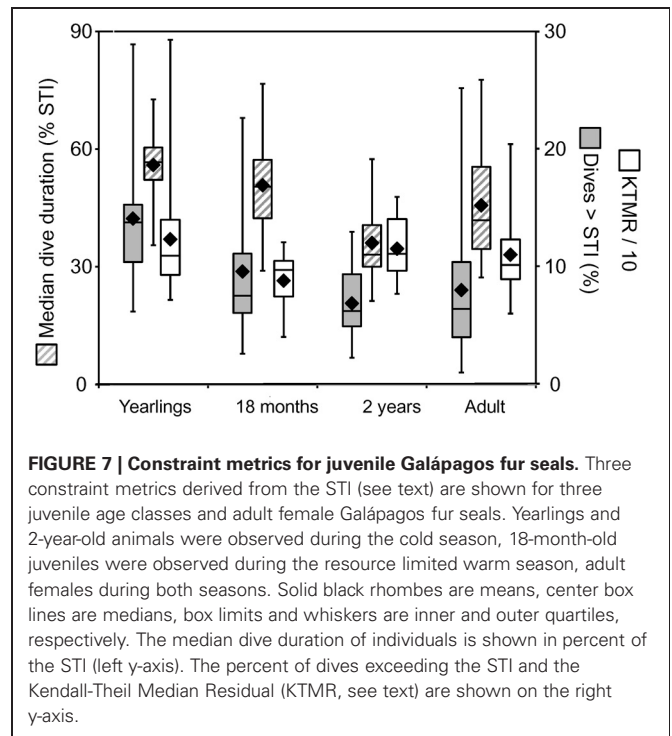 90
60
30
0
Median dive duration (% STI)
30
20
10
0
Dives > STI (%)
KTMR / 10
Yearlings 18 months 2 years Adult
FIGURE 7 | Constraint metrics for juvenile Galápagos fur seals. Three
constraint metrics derived from the STI (see text) are shown for three
juvenile age classes and adult female Galápagos fur seals. Yearlings and
2-year-old animals were observed during the cold season, 18-month-old
juveniles were observed during the resource limited warm season, adult
females during both seasons. Solid black rhombes are means, center box
lines are medians, box limits and whiskers are inner and outer quartiles,
respectively. The median dive duration of individuals is shown in percent of
the STI (left y-axis). The percent of dives exceeding the STI and the
Kendall-Theil Median Residual (KTMR, see text) are shown on the right
y-axis.